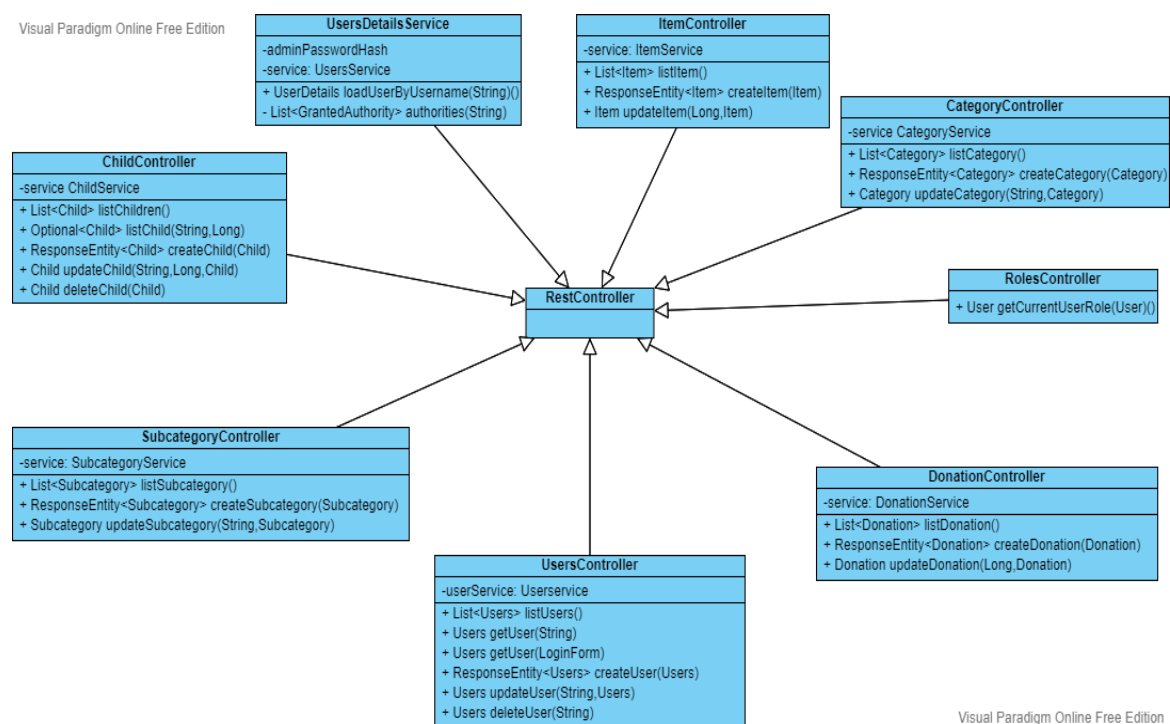 Visual Paradigm Online Free Edition
UsersDetailsService
-adminPasswordHash
-service: UsersService
+ UserDetails loadUserByUsername(String)()
- List<GrantedAuthority> authorities(String)
ItemController
-service: ItemService
+ List<Item> listItem()
+ ResponseEntity<Item> createItem(Item)
+ Item updateItem(Long,Item)
CategoryController
-service CategoryService
+ List<Category> listCategory()
+ ResponseEntity<Category> createCategory(Category)
+ Category updateCategory(String,Category)
ChildController
-service ChildService
+ List<Child> listChildren()
+ Optional<Child> listChild(String,Long)
+ ResponseEntity<Child> createChild(Child)
+ Child updateChild(String,Long,Child)
+ Child deleteChild(Child)
RestController
RolesController
+ User getCurrentUserRole(User)()
SubcategoryController
-service: SubcategoryService
+ List<Subcategory> listSubcategory()
+ ResponseEntity<Subcategory> createSubcategory(Subcategory)
+ Subcategory updateSubcategory(String,Subcategory)
DonationController
-service: DonationService
+ List<Donation> listDonation()
+ ResponseEntity<Donation> createDonation(Donation)
+ Donation updateDonation(Long,Donation)
UsersController
-userService: Userservice
+ List<Users> listUsers()
+ Users getUser(String)
+ Users getUser(LoginForm)
+ ResponseEntity<Users> createUser(Users)
+ Users updateUser(String,Users)
+ Users deleteUser(String)
Visual Paradigm Online Free Edition